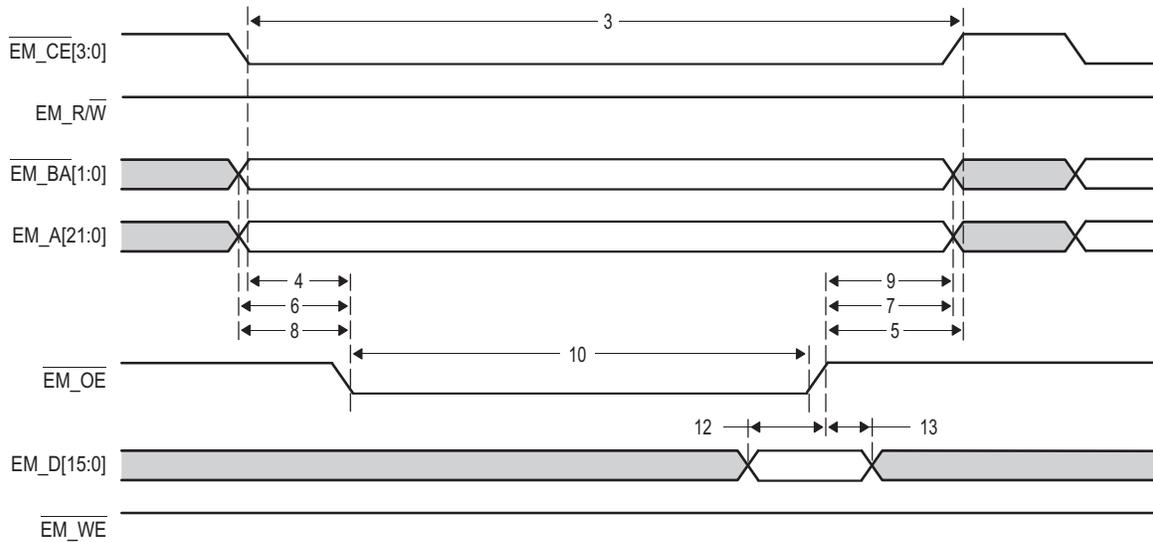 3
EM_CE[3:0]
EM_R/W
EM_BA[1:0]
EM_A[21:0]
4
9
6
7
8
5
10
EM_OE
12
13
EM_D[15:0]
EM_WE